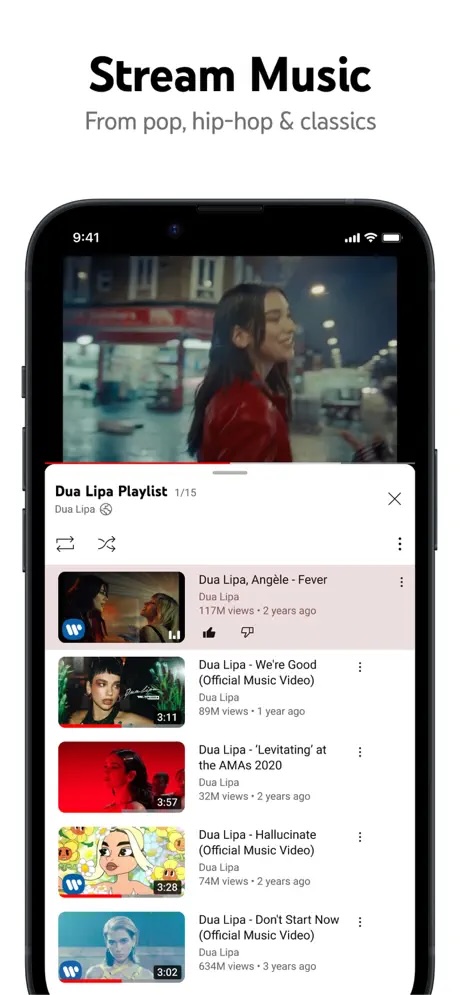 Stream Music
From pop, hip-hop & classics
9:41
Dua Lipa Playlist 1/15
Dua Lipa
Dua Lipa, Angèle - Fever
Dua Lipa
117M views • 2 years ago
Dua Lipa - We're Good
(Official Music Video)
Dua Lipa
89M views • 1 year ago
3:11
Dua Lipa - ‘Levitating’ at
the AMAs 2020
Dua Lipa
32M views • 2 years ago
3:57
Dua Lipa - Hallucinate
(Official Music Video)
Dua Lipa
74M views • 2 years ago
3:28
Dua Lipa - Don't Start Now
(Official Music Video)
Dua Lipa
634M views • 3 years ago
3:02